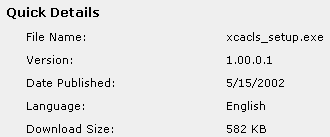 Quick Details
File Name: xcacls_setup.exe
Version: 1.00.0.1
Date Published: 5/15/2002
Language: English
Download Size: 582 KB